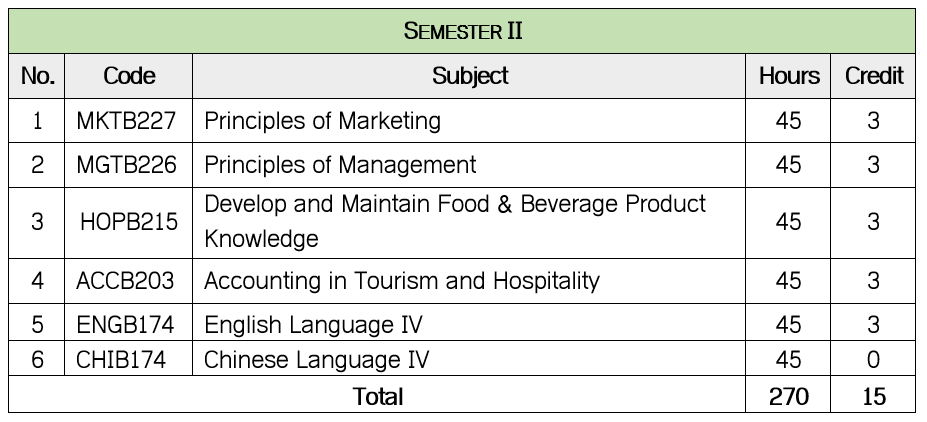 SEMESTER II
No. Code Subject Hours Credit
1 MKTB227 Principles of Marketing 45 3
2 MGTB226 Principles of Management 45 3
3 HOPB215 Develop and Maintain Food & Beverage Product
Knowledge 45 3
4 ACCB203 Accounting in Tourism and Hospitality 45 3
5 ENGB174 English Language IV 45 3
6 CHIB174 Chinese Language IV 45 0
Total 270 15